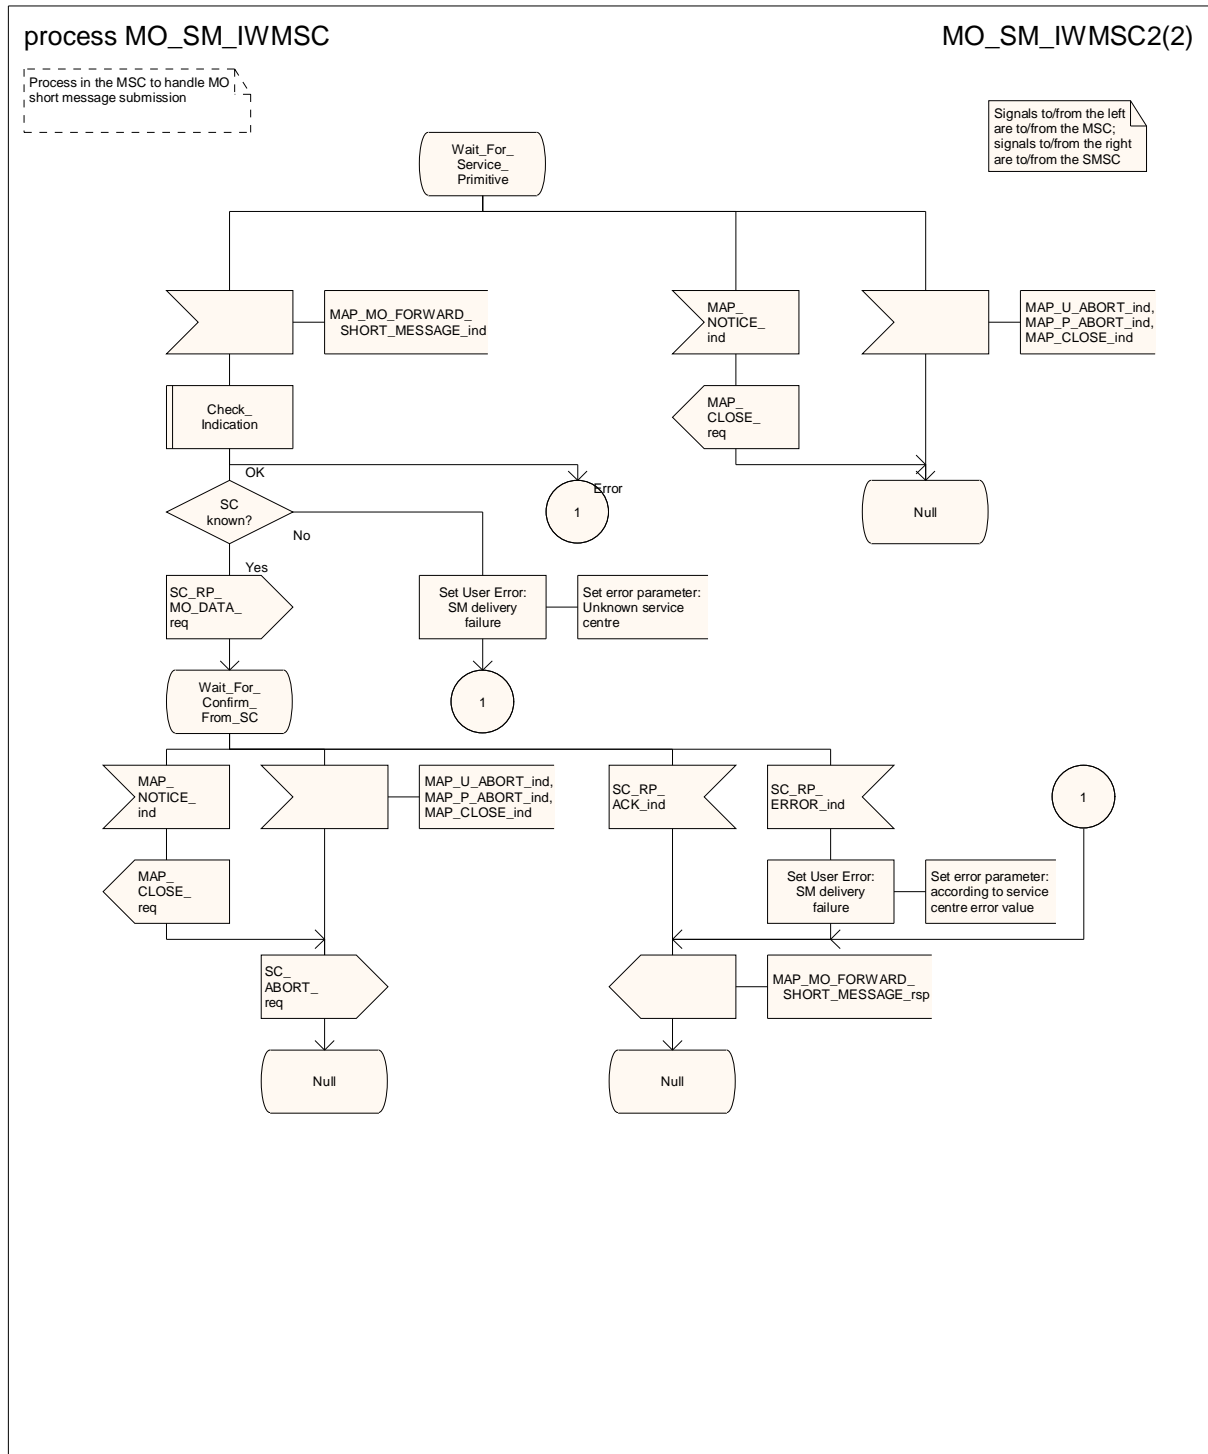 process MO_SM_IWMSC
MO_SM_IWMSC2(2)
Process in the MSC to handle MO
short message submission
Signals to/from the left
are to/from the MSC;
signals to/from the right
are to/from the SMSC
Wait_For_
Service_
Primitive
MAP_MO_FORWARD_
SHORT_MESSAGE_ind
MAP_
NOTICE_
ind
MAP_U_ABORT_ind,
MAP_P_ABORT_ind,
MAP_CLOSE_ind
Check_
Indication
MAP_
CLOSE_
req
OK
Error
SC
known?
1
Null
No
Yes
SC_RP_
MO_DATA_
req
Set User Error:
SM delivery
failure
Set error parameter:
Unknown service
centre
Wait_For_
Confirm_
From_SC
1
MAP_
NOTICE_
ind
MAP_U_ABORT_ind,
MAP_P_ABORT_ind,
MAP_CLOSE_ind
SC_RP_
ACK_ind
SC_RP_
ERROR_ind
1
MAP_
CLOSE_
req
Set User Error:
SM delivery
failure
Set error parameter:
according to service
centre error value
SC_
ABORT_
req
MAP_MO_FORWARD_
SHORT_MESSAGE_rsp
Null
Null